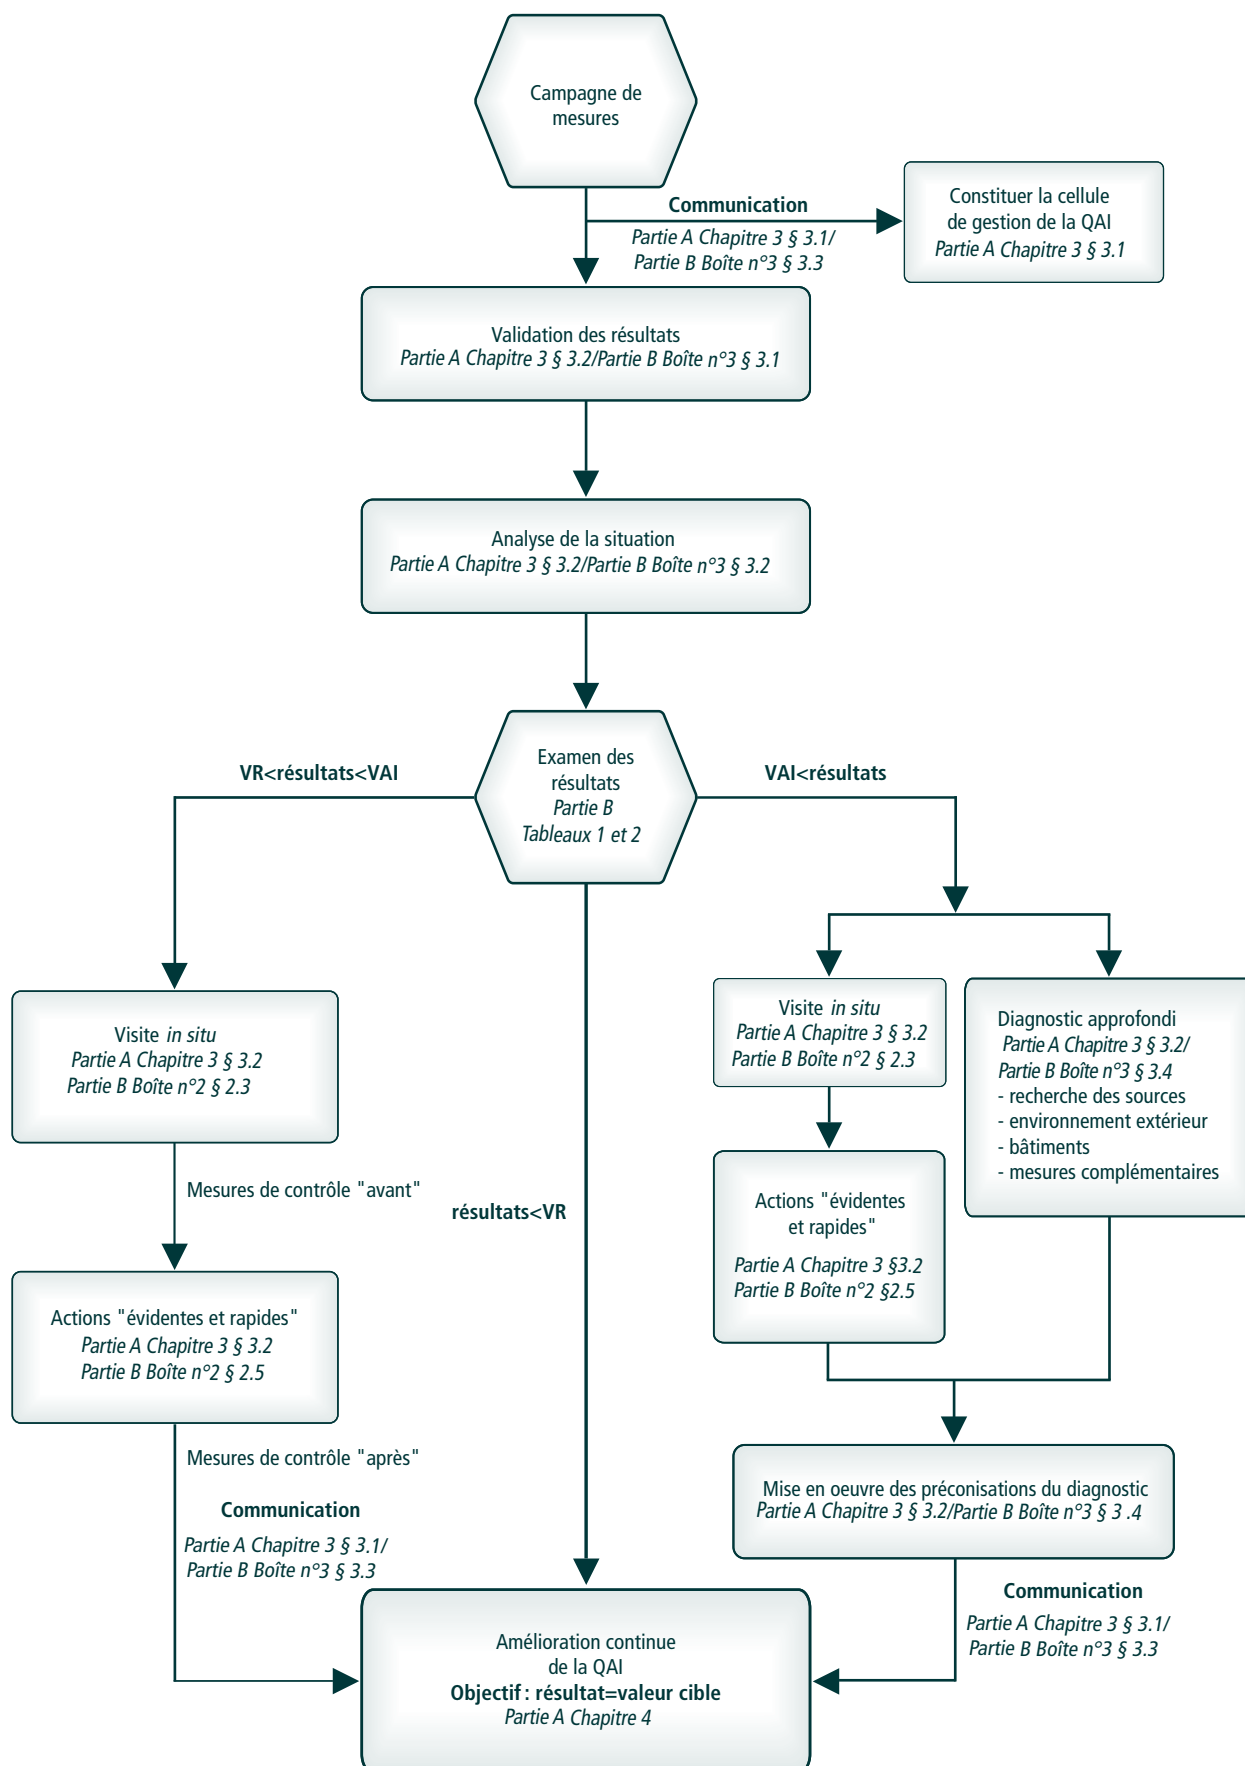 Campagne de
mesures
Communication
Partie A Chapitre 3 § 3.1/
Partie B Boîte n°3 § 3.3
Constituer la cellule
de gestion de la QAI
Partie A Chapitre 3 § 3.1
Validation des résultats
Partie A Chapitre 3 § 3.2/Partie B Boîte n°3 § 3.1
Analyse de la situation
Partie A Chapitre 3 § 3.2/Partie B Boîte n°3 § 3.2
Examen des
résultats
Partie B
Tableaux 1 et 2
VR<résultats<VAI
VAI<résultats
Visite in situ
Partie A Chapitre 3 § 3.2
Partie B Boîte n°2 § 2.3
Mesures de contrôle "avant"
Actions "évidentes et rapides"
Partie A Chapitre 3 § 3.2
Partie B Boîte n°2 § 2.5
Mesures de contrôle "après"
Communication
Partie A Chapitre 3 § 3.1/
Partie B Boîte n°3 § 3.3
résultats<VR
Visite in situ
Partie A Chapitre 3 § 3.2
Partie B Boîte n°2 § 2.3
Actions "évidentes
et rapides"
Partie A Chapitre 3 §3.2
Partie B Boîte n°2 §2.5
Diagnostic approfondi
Partie A Chapitre 3 § 3.2/
Partie B Boîte n°3 § 3.4
- recherche des sources
- environnement extérieur
- bâtiments
- mesures complémentaires
Mise en oeuvre des préconisations du diagnostic
Partie A Chapitre 3 § 3.2/Partie B Boîte n°3 § 3 .4
Communication
Partie A Chapitre 3 § 3.1/
Partie B Boîte n°3 § 3.3
Amélioration continue
de la QAI
Objectif : résultat=valeur cible
Partie A Chapitre 4